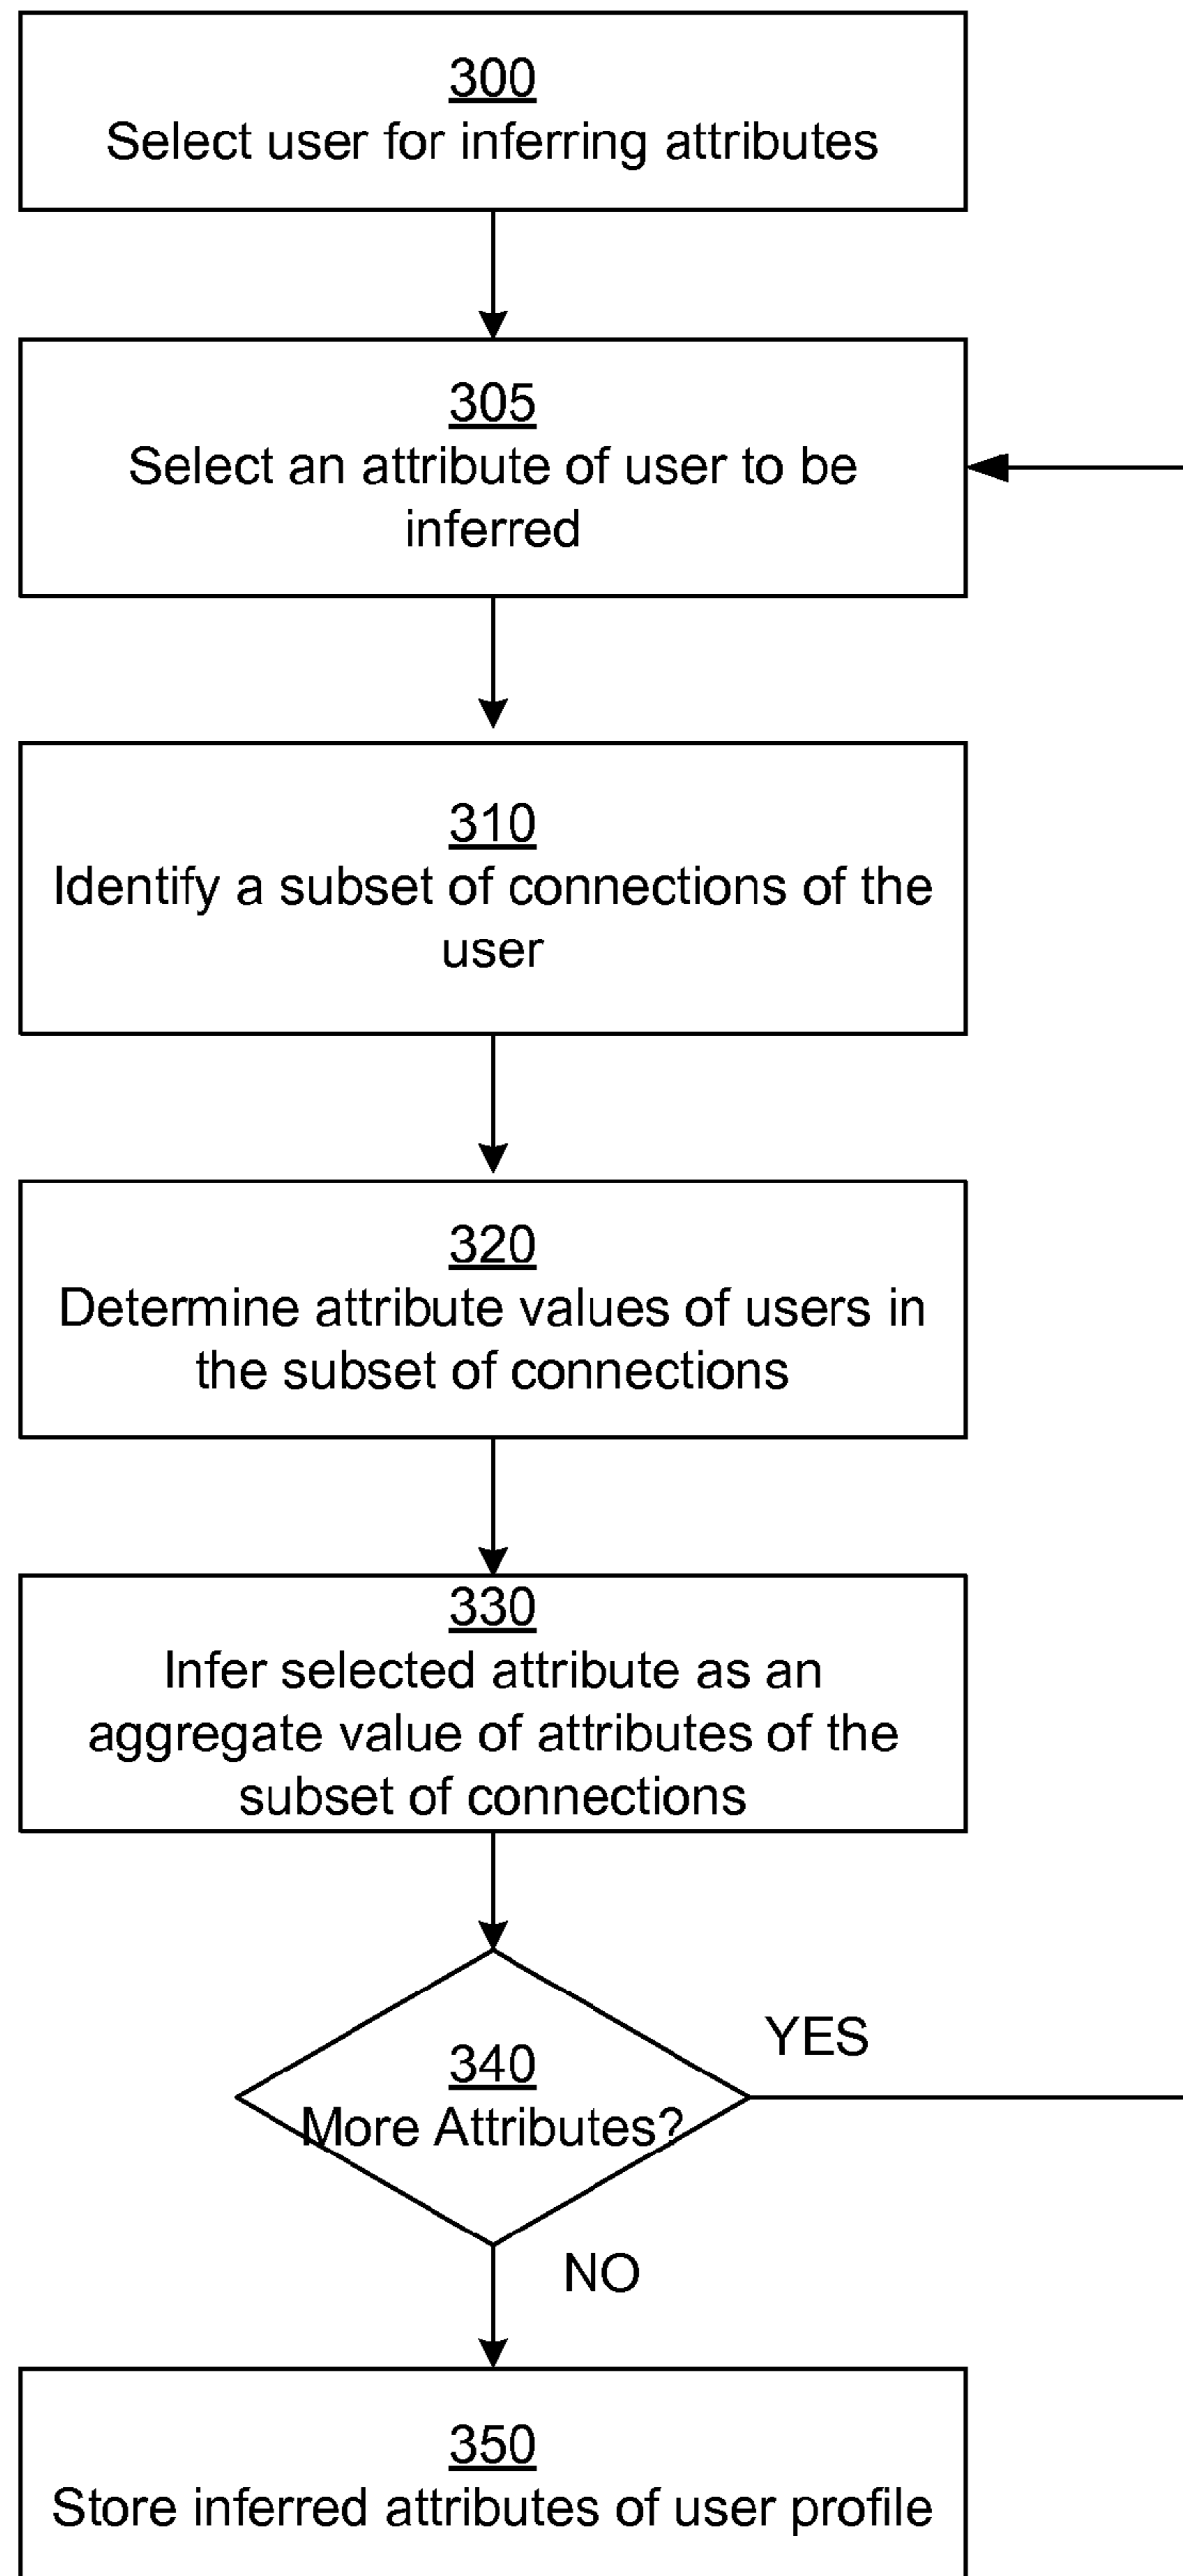 300
Select user for inferring attributes
305
Select an attribute of user to be
inferred
310
Identify a subset of connections of the
user
320
Determine attribute values of users in
the subset of connections
330
Infer selected attribute as an
aggregate value of attributes of the
subset of connections
340
More Attributes?
YES
NO
350
Store inferred attributes of user profile